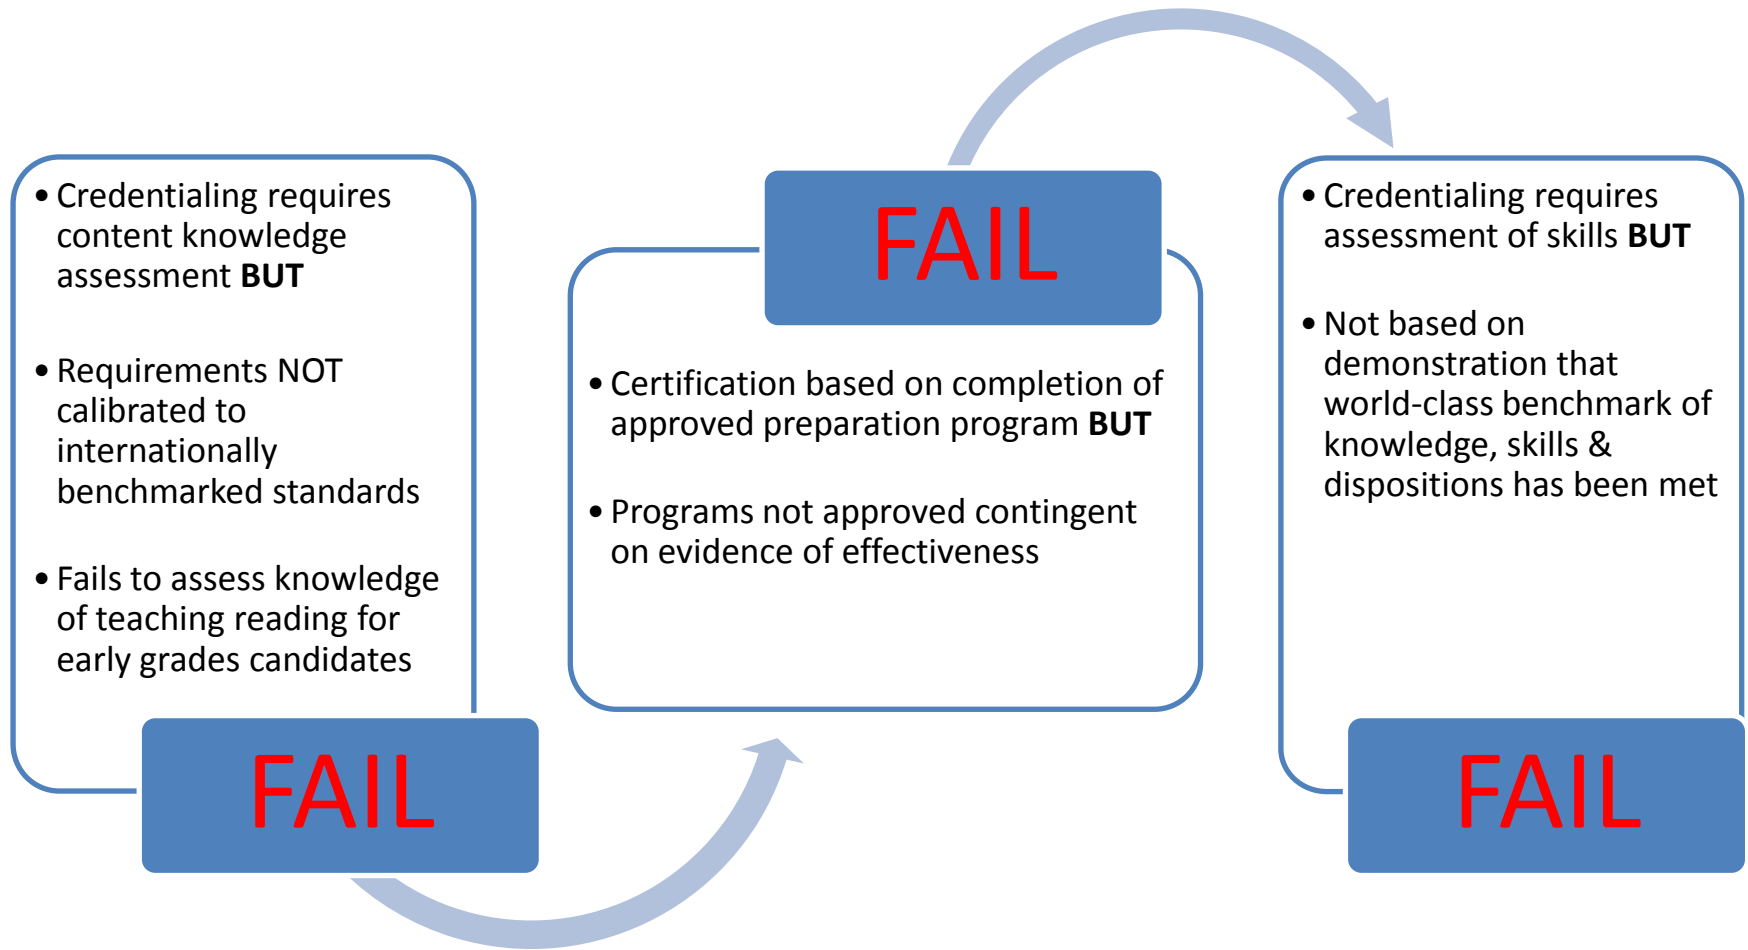 • Credentialing requires
content knowledge
assessment BUT
• Requirements NOT
calibrated to
internationally
benchmarked standards
• Fails to assess knowledge
of teaching reading for
early grades candidates
FAIL
FAIL
• Certification based on completion of
approved preparation program BUT
• Programs not approved contingent
on evidence of effectiveness
• Credentialing requires
assessment of skills BUT
• Not based on
demonstration that
world-class benchmark of
knowledge, skills &
dispositions has been met
FAIL